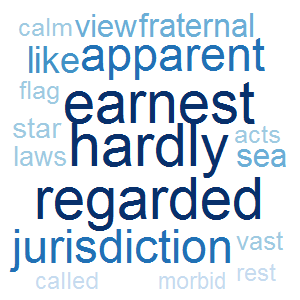 calm view fraternal
like apparent
flag earnest
star hardly acts
laws sea
regarded
jurisdiction vast
called morbid rest